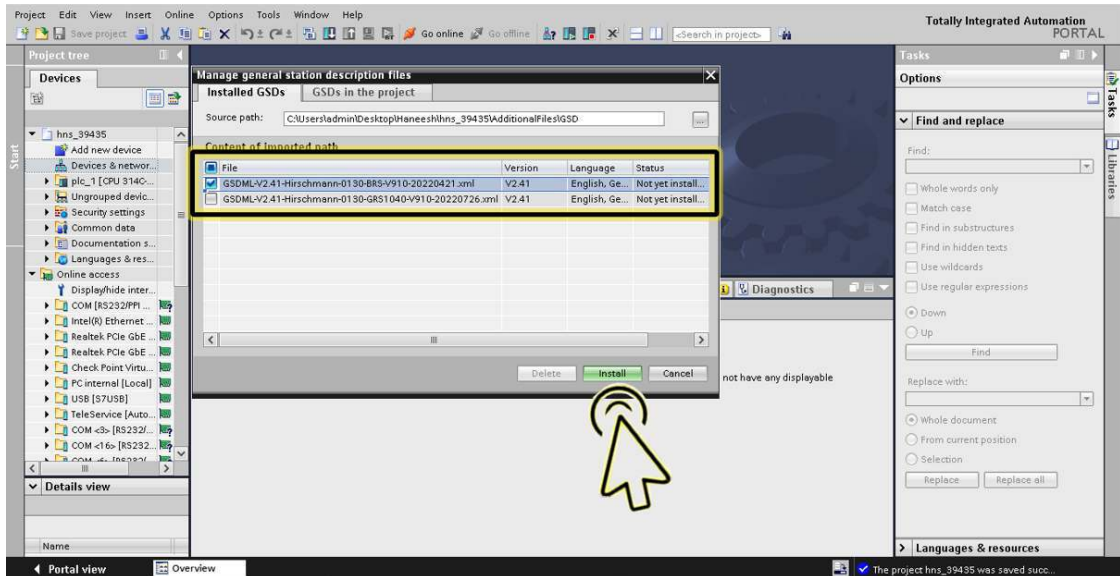 Project Edit View Insert Online Options Tools Window Help
Totally Integrated Automation
PORTAL
Save project
Go online
Go offline
<Search in project>
Project tree
Devices
hns_39435
Add new device
Devices & networ...
plc_1 [CPU 314C-...
Ungrouped devic...
Security settings
Common data
Documentation s...
Languages & res...
Online access
Display/hide inter...
COM [RS232/PPI ...
Intel(R) Ethernet ...
Realtek PCIe GbE ...
Realtek PCIe GbE ...
Check Point Virtu...
PC internal [Local]
USB [S7USB]
TeleService [Auto...
COM <3> [RS232/...
COM <16> [RS232...
Details view
Name
Start
Manage general station description files
Installed GSDs
GSDs in the project
Source path: C:\Users\admin\Desktop\Haneesh\hns_39435\AdditionalFiles\GSD
Content of imported path
File Version Language Status
GSDML-V2.41-Hirschmann-0130-BRS-V910-20220421.xml V2.41 English, Ge... Not yet install...
GSDML-V2.41-Hirschmann-0130-GRS1040-V910-20220726.xml V2.41 English, Ge... Not yet install...
Delete Install Cancel
Diagnostics
not have any displayable
Tasks
Options
Find and replace
Find:
Whole words only
Match case
Find in substructures
Find in hidden texts
Use wildcards
Use regular expressions
Down
Up
Find
Replace with:
Whole document
From current position
Selection
Replace Replace all
Languages & resources
Tasks
Libraries
Portal view
Overview
The project hns_39435 was saved succ...